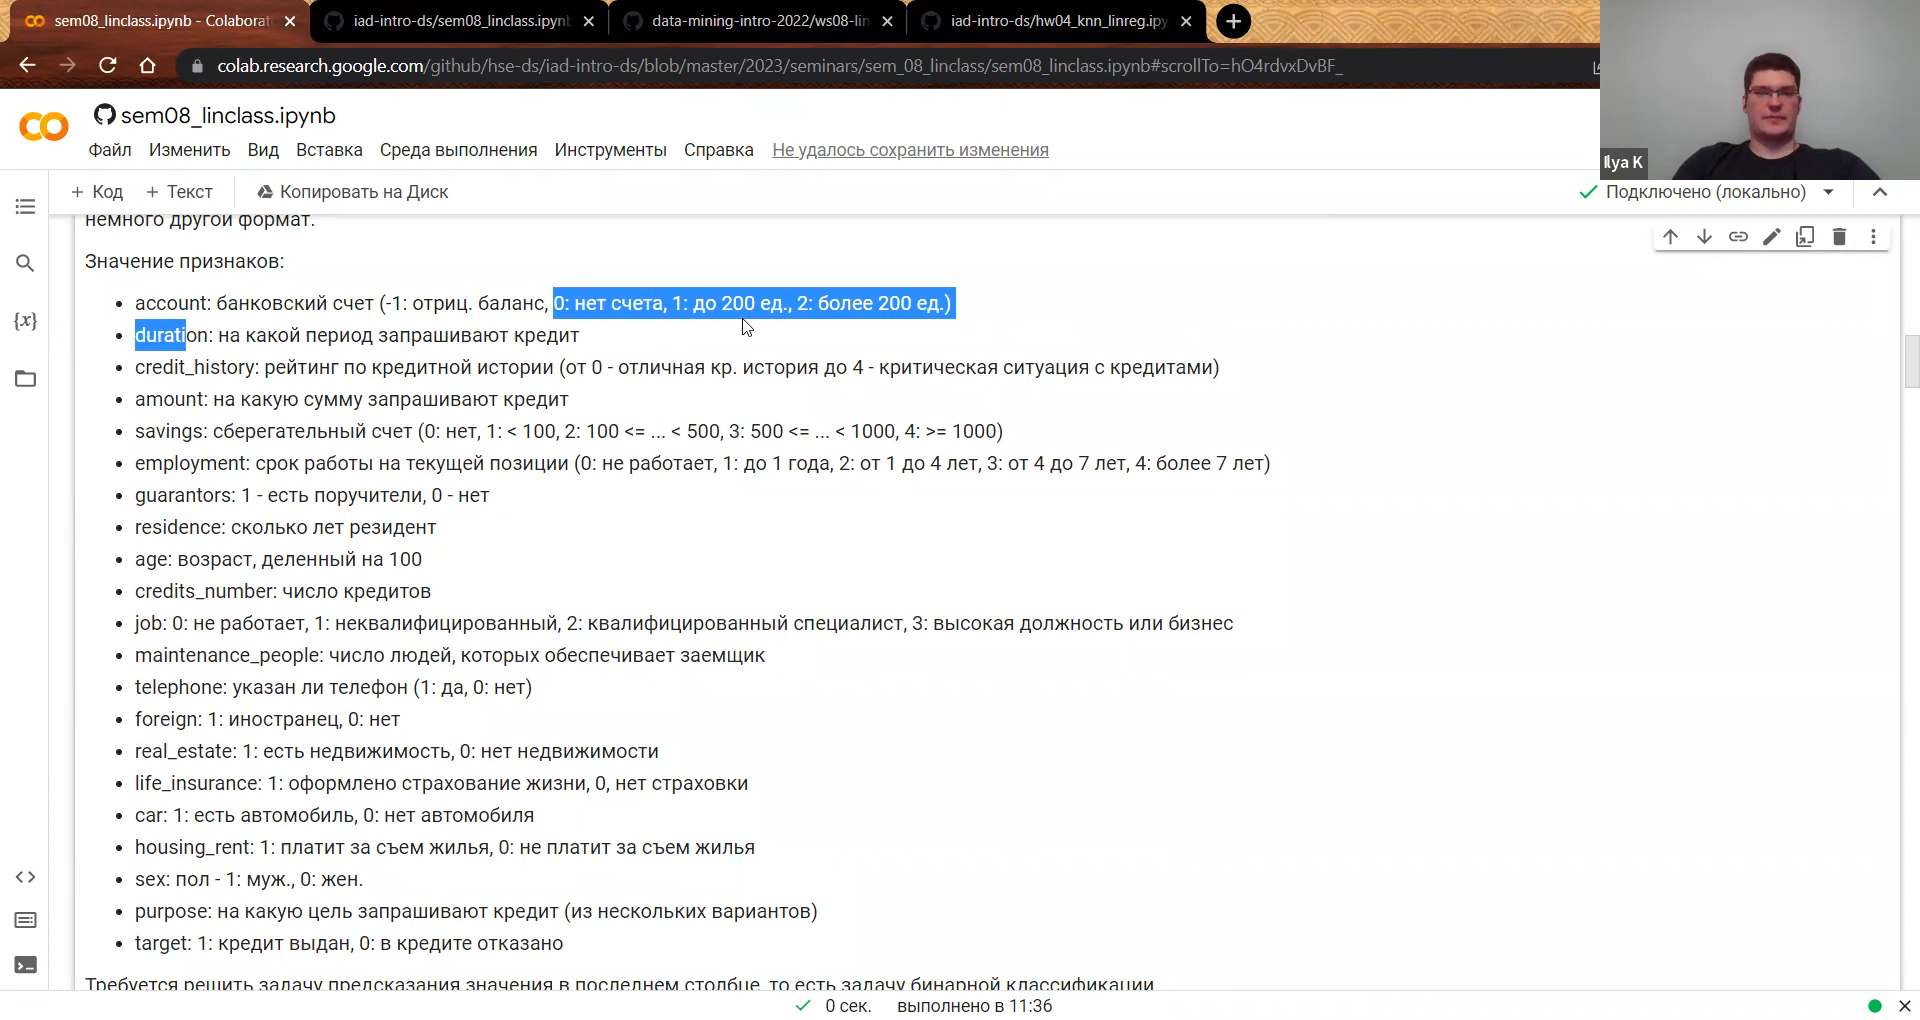 sem08_linclass.ipynb - Colaborat
iad-intro-ds/sem08_linclass.ipynb
data-mining-intro-2022/ws08-lin
iad-intro-ds/hw04_knn_linreg.ipy
colab.research.google.com/github/hse-ds/iad-intro-ds/blob/master/2023/seminars/sem_08_linclass/sem08_linclass.ipynb#scrollTo=hO4rdvxDvBF_
sem08_linclass.ipynb
Файл Изменить Вид Вставка Среда выполнения Инструменты Справка Не удалось сохранить изменения
Ilya K
+ Код + Текст Копировать на Диск Подключено (локально)
немного другой формат.
Значение признаков:
• account: банковский счет (-1: отриц. баланс, 0: нет счета, 1: до 200 ед., 2: более 200 ед.)
• duration: на какой период запрашивают кредит
• credit_history: рейтинг по кредитной истории (от 0 - отличная кр. история до 4 - критическая ситуация с кредитами)
• amount: на какую сумму запрашивают кредит
• savings: сберегательный счет (0: нет, 1: < 100, 2: 100 <= ... < 500, 3: 500 <= ... < 1000, 4: >= 1000)
• employment: срок работы на текущей позиции (0: не работает, 1: до 1 года, 2: от 1 до 4 лет, 3: от 4 до 7 лет, 4: более 7 лет)
• guarantors: 1 - есть поручители, 0 - нет
• residence: сколько лет резидент
• age: возраст, деленный на 100
• credits_number: число кредитов
• job: 0: не работает, 1: неквалифицированный, 2: квалифицированный специалист, 3: высокая должность или бизнес
• maintenance_people: число людей, которых обеспечивает заемщик
• telephone: указан ли телефон (1: да, 0: нет)
• foreign: 1: иностранец, 0: нет
• real_estate: 1: есть недвижимость, 0: нет недвижимости
• life_insurance: 1: оформлено страхование жизни, 0, нет страховки
• car: 1: есть автомобиль, 0: нет автомобиля
• housing_rent: 1: платит за съем жилья, 0: не платит за съем жилья
• sex: пол - 1: муж., 0: жен.
• purpose: на какую цель запрашивают кредит (из нескольких вариантов)
• target: 1: кредит выдан, 0: в кредите отказано
Требуется решить задачу предсказания значения в последнем столбце, то есть задачу бинарной классификации
0 сек. выполнено в 11:36